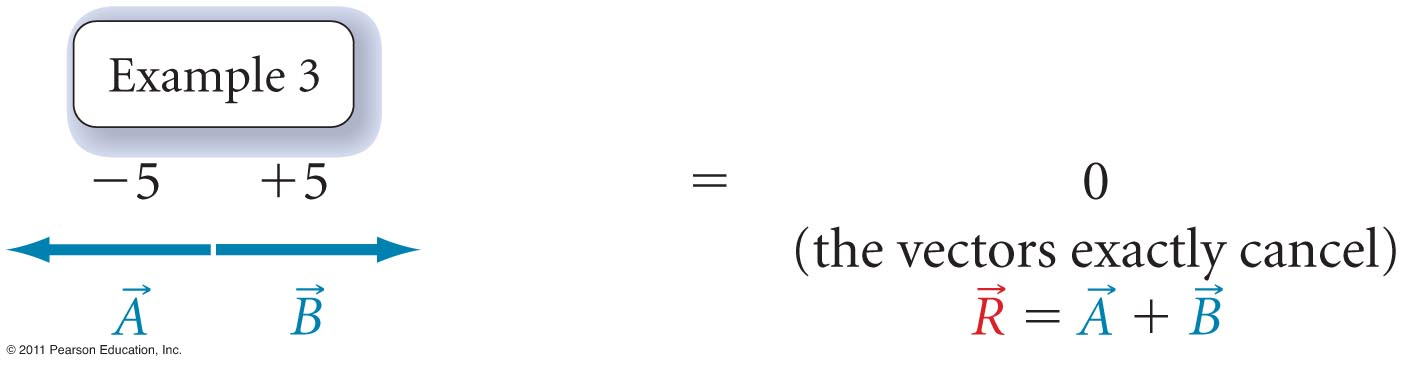 Example 3
−5 +5 = 0
(the vectors exactly cancel)
A⃗ B⃗ R⃗ = A⃗ + B⃗
© 2011 Pearson Education, Inc.